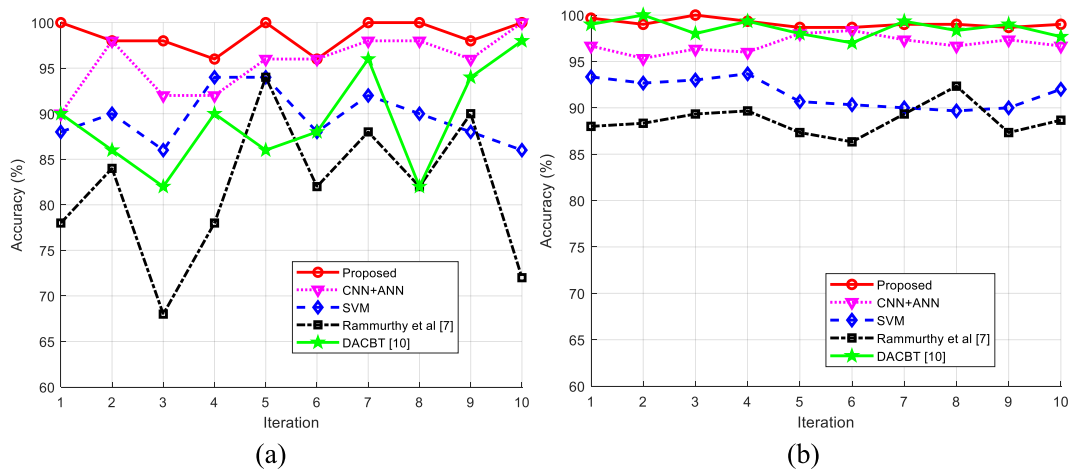 Accuracy (%)
100
95
90
85
80
75
70
65
60
1 2 3 4 5 6 7 8 9 10
Iteration
Proposed
CNN+ANN
SVM
Rammurthy et al [7]
DACBT [10]
(a)
Accuracy (%)
100
95
90
85
80
75
70
65
60
1 2 3 4 5 6 7 8 9 10
Iteration
Proposed
CNN+ANN
SVM
Rammurthy et al [7]
DACBT [10]
(b)